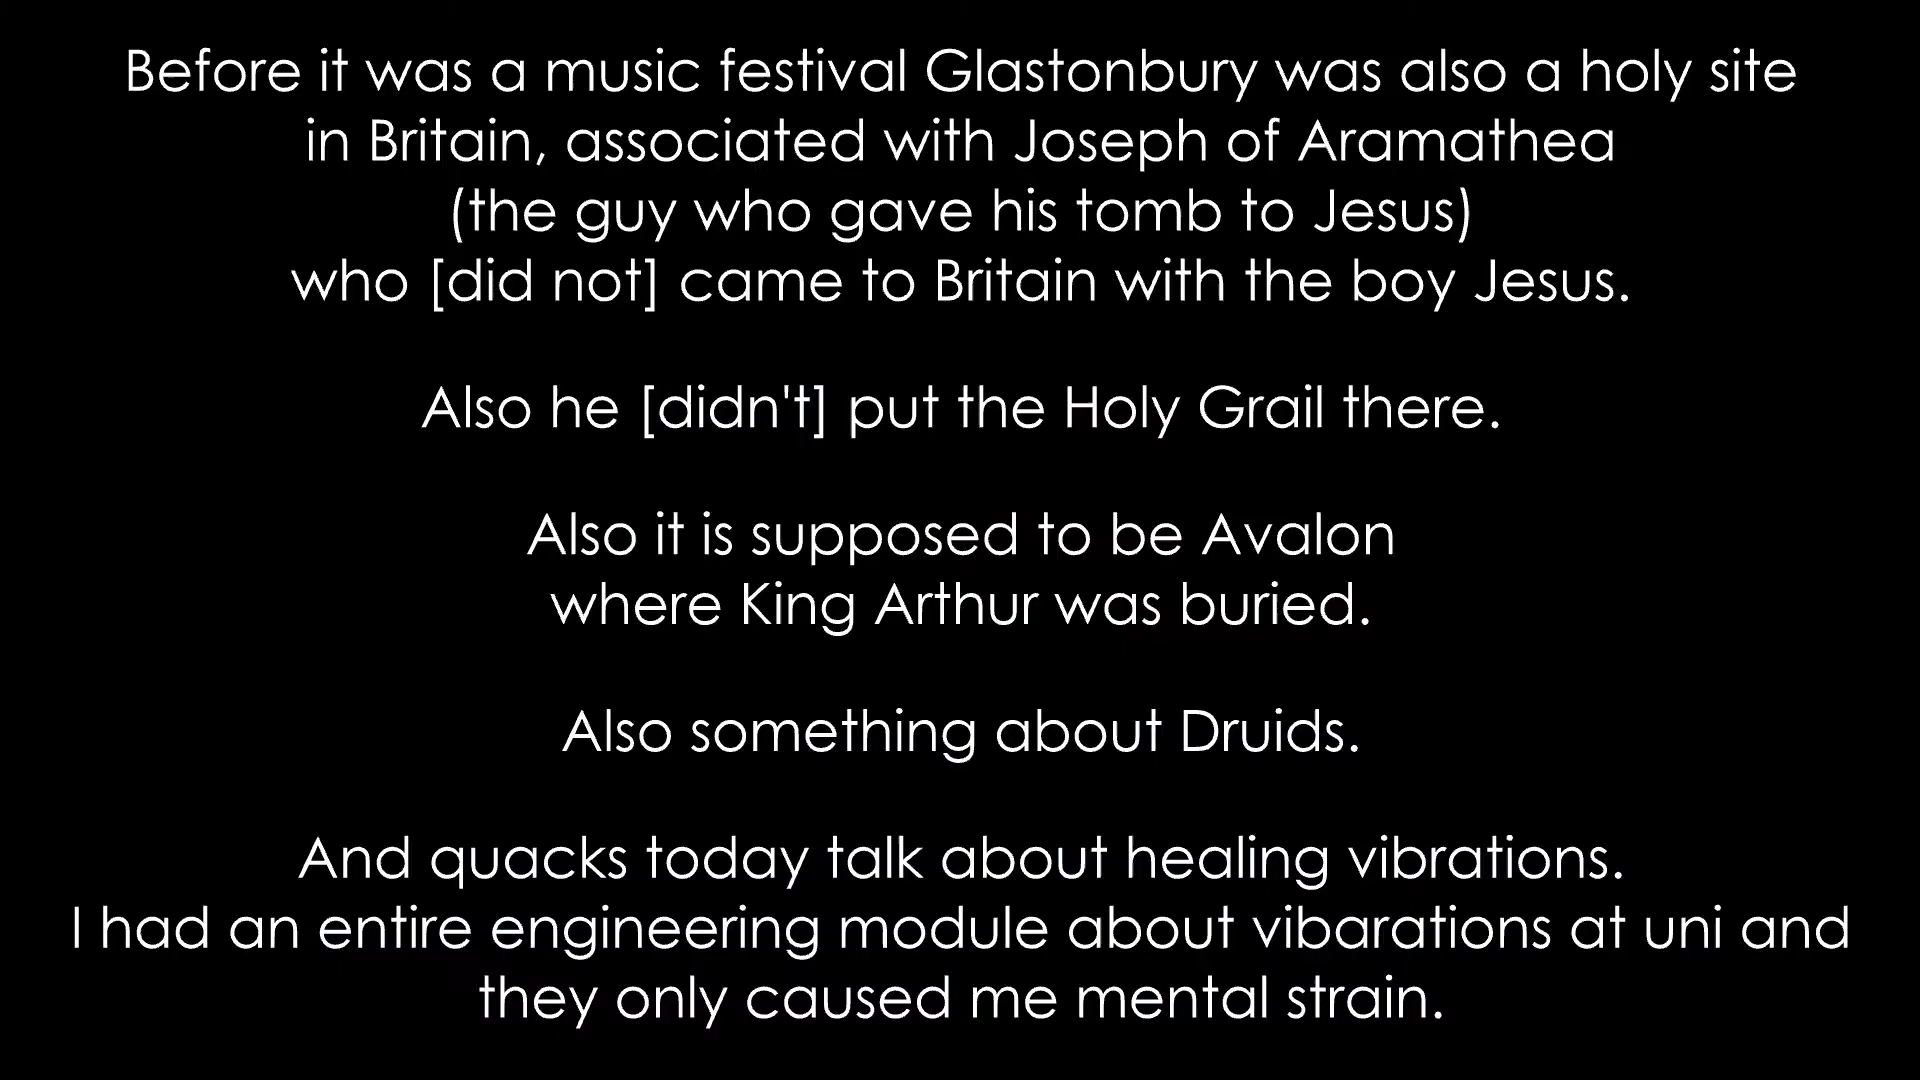 Before it was a music festival Glastonbury was also a holy site
in Britain, associated with Joseph of Aramathea
(the guy who gave his tomb to Jesus)
who [did not] came to Britain with the boy Jesus.
Also he [didn't] put the Holy Grail there.
Also it is supposed to be Avalon
where King Arthur was buried.
Also something about Druids.
And quacks today talk about healing vibrations.
I had an entire engineering module about vibarations at uni and
they only caused me mental strain.